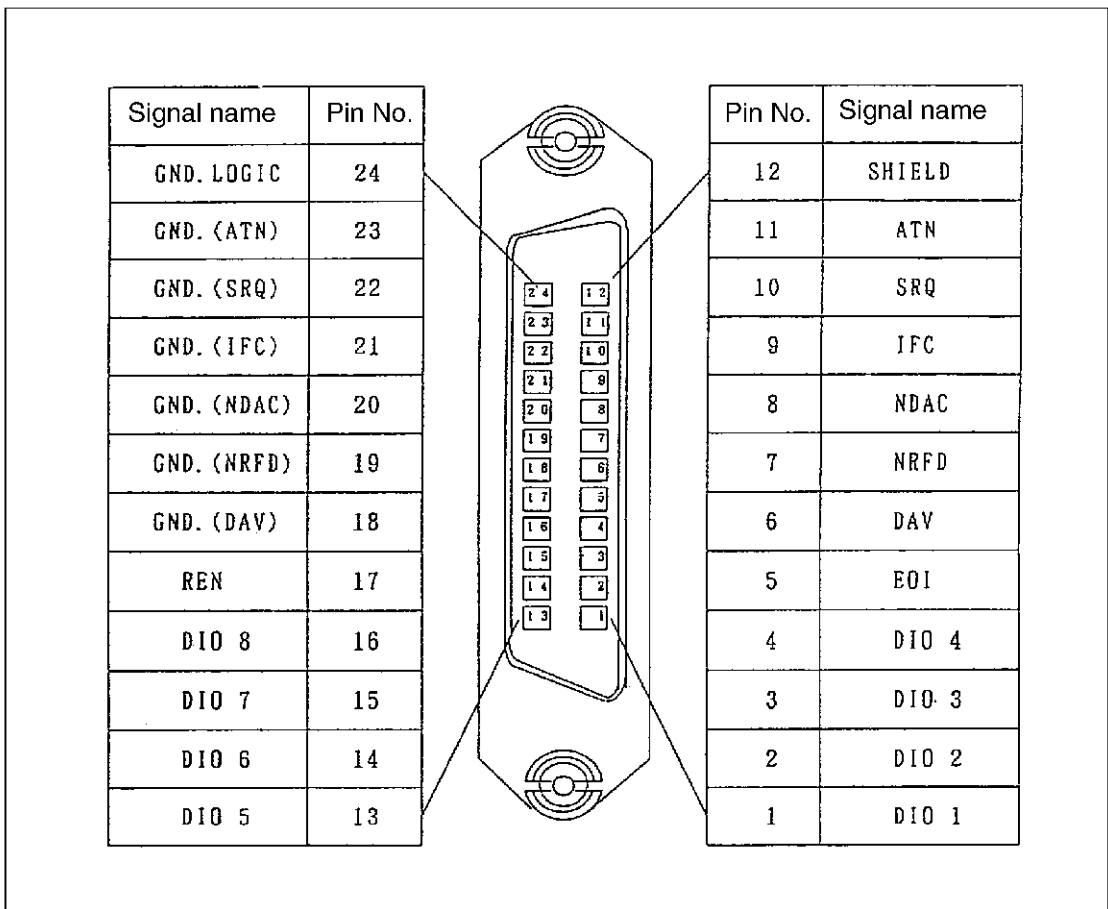 Signal name Pin No.
GND.LOGIC 24
GND.(ATN) 23
GND.(SRQ) 22
GND.(IFC) 21
GND.(NDAC) 20
GND.(NRFD) 19
GND.(DAV) 18
REN 17
DIO 8 16
DIO 7 15
DIO 6 14
DIO 5 13
24 12
23 11
22 10
21 9
20 8
19 7
18 6
17 5
16 4
15 3
14 2
13 1
Pin No. Signal name
12 SHIELD
11 ATN
10 SRQ
9 IFC
8 NDAC
7 NRFD
6 DAV
5 EOI
4 DIO 4
3 DIO 3
2 DIO 2
1 DIO 1